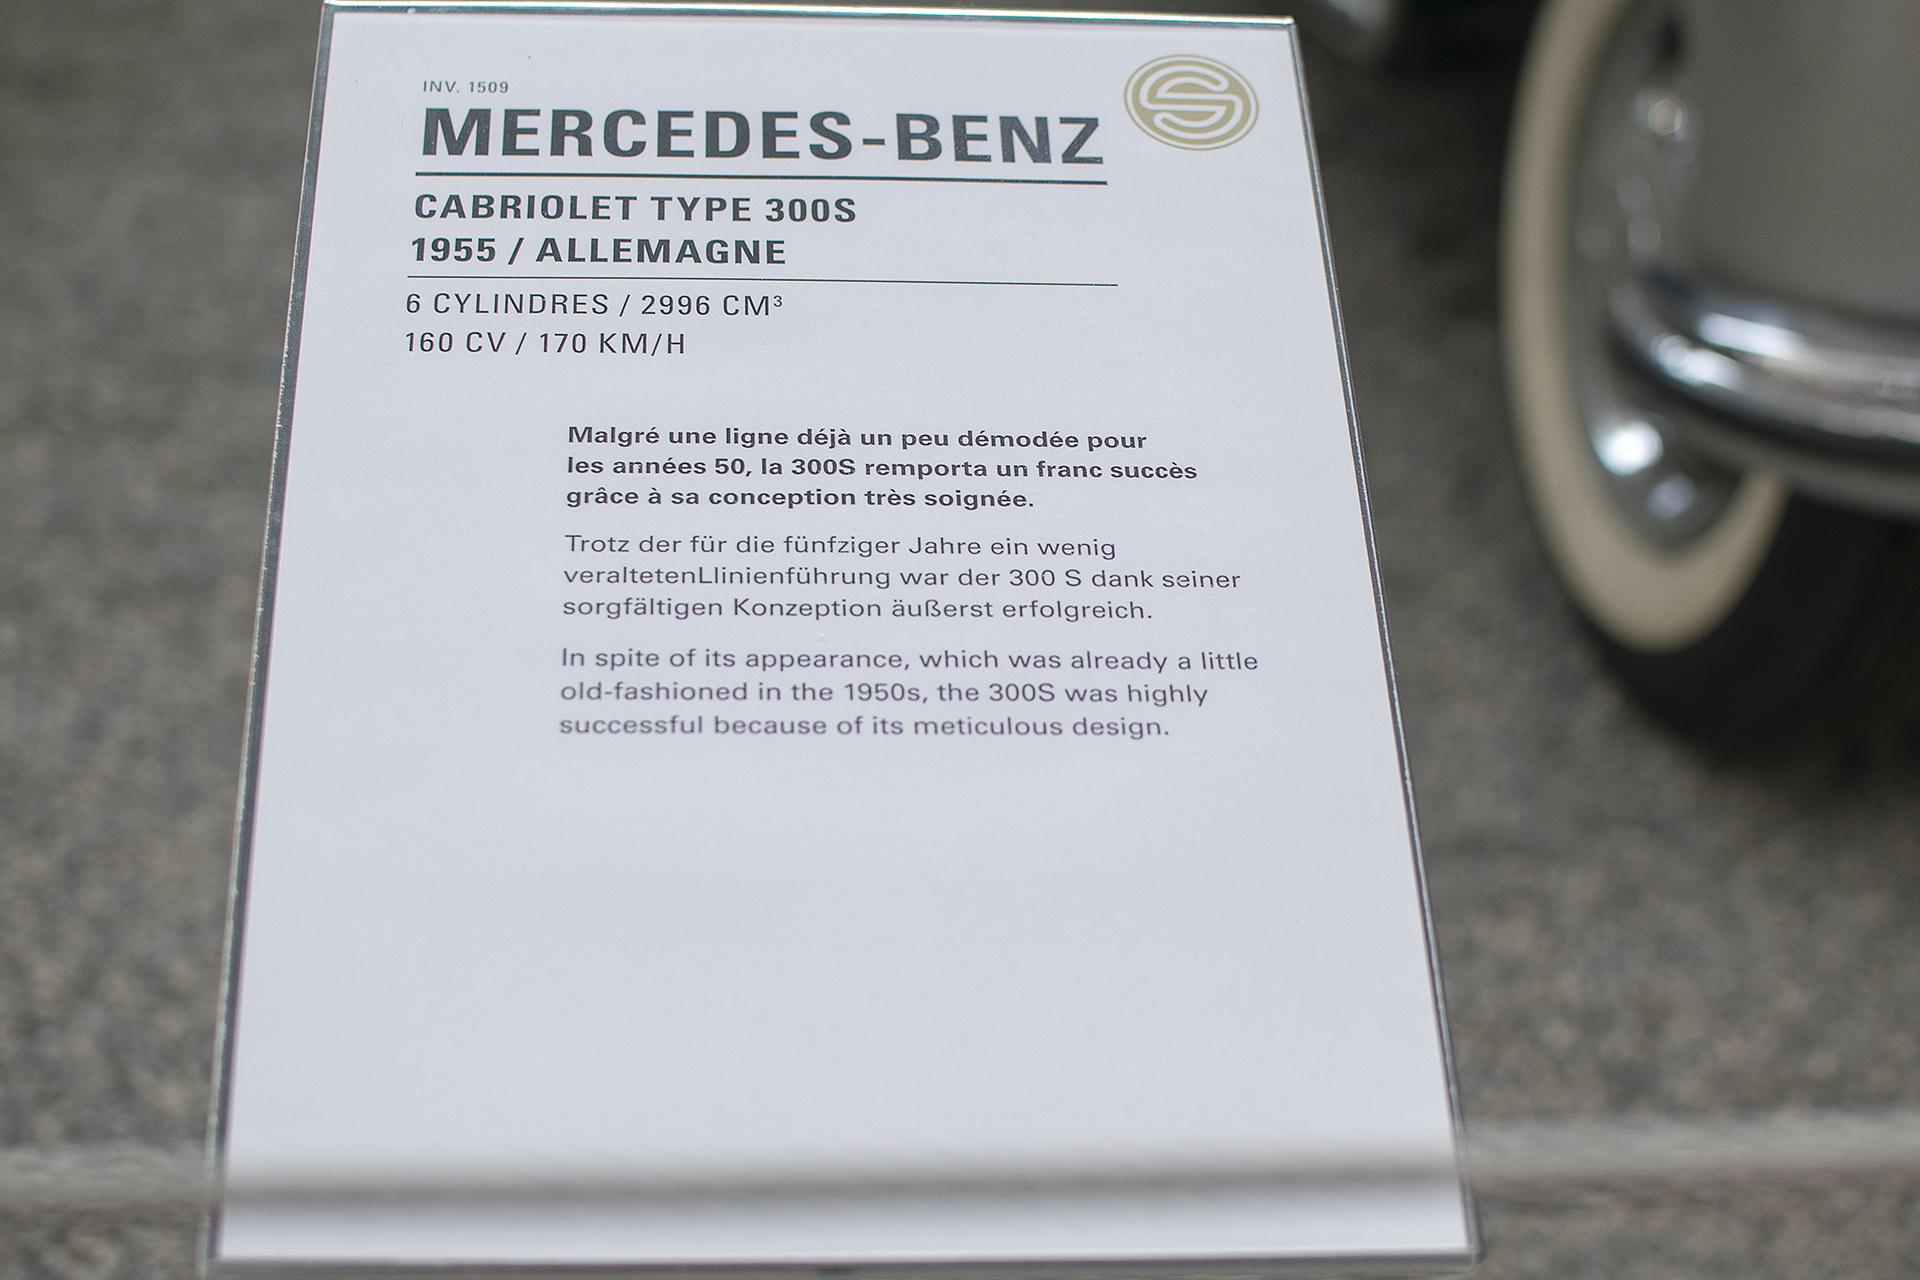 INV. 1509
MERCEDES-BENZ
CABRIOLET TYPE 300S
1955 / ALLEMAGNE
6 CYLINDRES / 2996 CM³
160 CV / 170 KM/H
Malgré une ligne déjà un peu démodée pour
les années 50, la 300S remporta un franc succès
grâce à sa conception très soignée.
Trotz der für die fünfziger Jahre ein wenig
veraltetenLlinienführung war der 300 S dank seiner
sorgfältigen Konzeption äußerst erfolgreich.
In spite of its appearance, which was already a little
old-fashioned in the 1950s, the 300S was highly
successful because of its meticulous design.